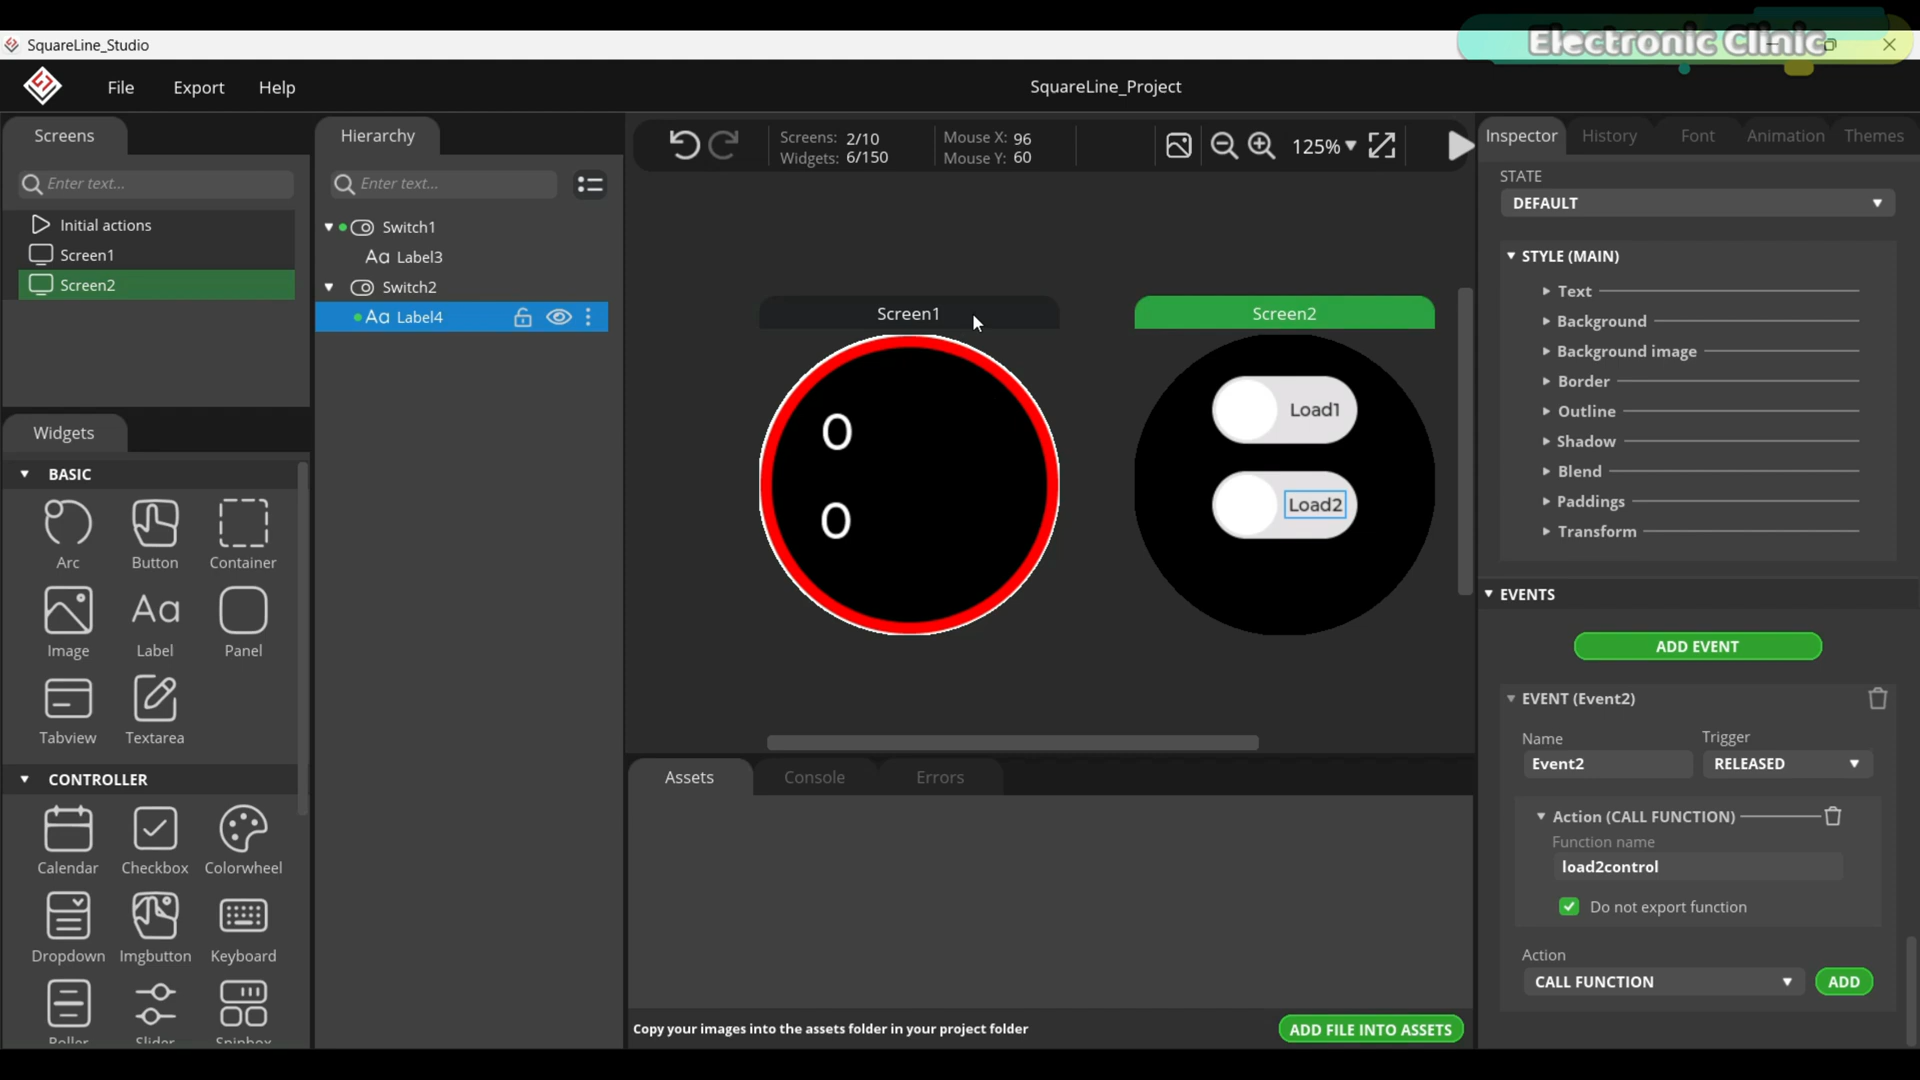 Electronic Clinic
SquareLine_Studio
File
Export
Help
SquareLine_Project
Screens
Enter text...
Initial actions
Screen1
Screen2
Widgets
BASIC
Arc
Button
Container
Image
Label
Panel
Tabview
Textarea
CONTROLLER
Calendar
Checkbox
Colorwheel
Dropdown
Imgbutton
Keyboard
Roller
Slider
Spinbox
Hierarchy
Enter text...
Switch1
Aa Label3
Switch2
Aa Label4
Screens: 2/10
Widgets: 6/150
Mouse X: 96
Mouse Y: 60
125%
Screen1
0
0
Screen2
Load1
Load2
Assets
Console
Errors
Copy your images into the assets folder in your project folder
ADD FILE INTO ASSETS
Inspector
History
Font
Animation
Themes
STATE
DEFAULT
STYLE (MAIN)
Text
Background
Background image
Border
Outline
Shadow
Blend
Paddings
Transform
EVENTS
ADD EVENT
EVENT (Event2)
Name
Trigger
Event2
RELEASED
Action (CALL FUNCTION)
Function name
load2control
Do not export function
Action
CALL FUNCTION
ADD